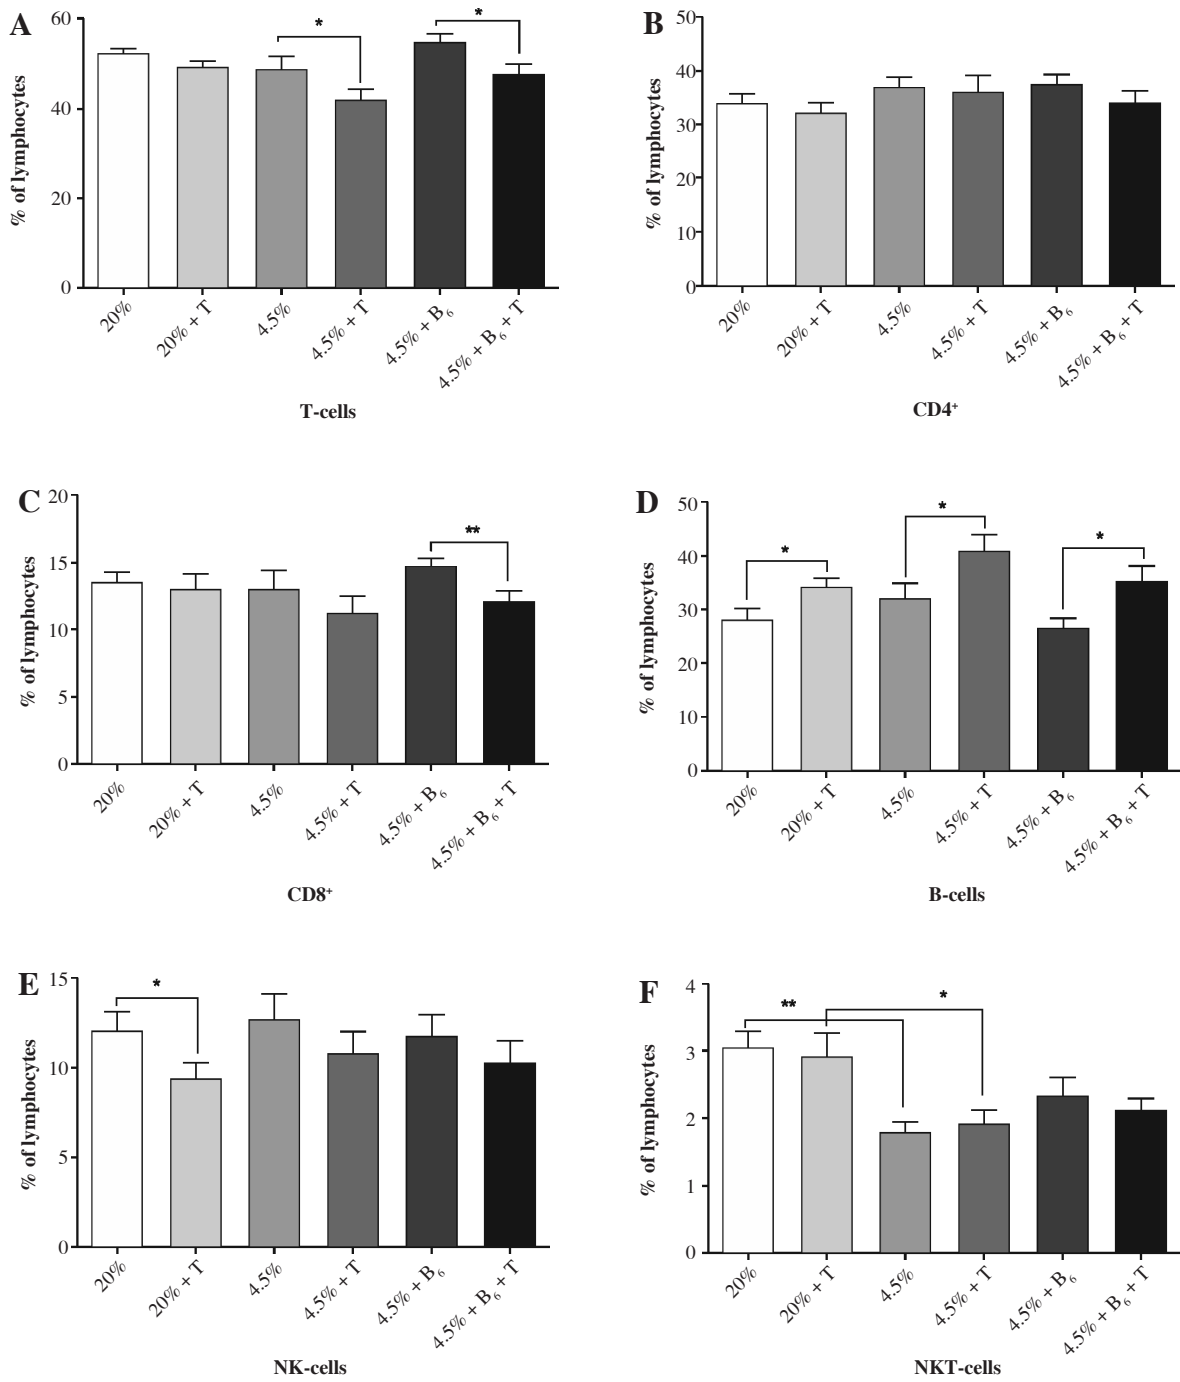 A
% of lymphocytes
60
40
20
0
*
*
20%
20% + T
4.5%
4.5% + T
4.5% + B₆
4.5% + B₆ + T
T-cells
B
% of lymphocytes
50
40
30
20
10
0
20%
20% + T
4.5%
4.5% + T
4.5% + B₆
4.5% + B₆ + T
CD4⁺
C
% of lymphocytes
20
15
10
5
0
**
20%
20% + T
4.5%
4.5% + T
4.5% + B₆
4.5% + B₆ + T
CD8⁺
D
% of lymphocytes
50
40
30
20
10
0
*
*
*
20%
20% + T
4.5%
4.5% + T
4.5% + B₆
4.5% + B₆ + T
B-cells
E
% of lymphocytes
15
10
5
0
*
20%
20% + T
4.5%
4.5% + T
4.5% + B₆
4.5% + B₆ + T
NK-cells
F
% of lymphocytes
4
3
2
1
0
**
*
20%
20% + T
4.5%
4.5% + T
4.5% + B₆
4.5% + B₆ + T
NKT-cells